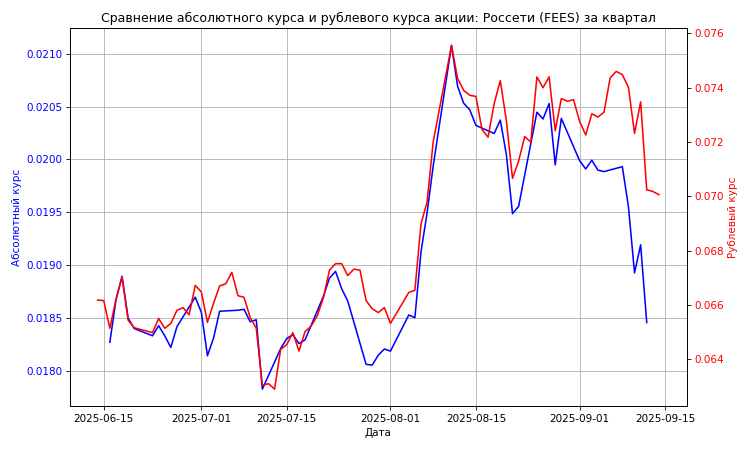 Сравнение абсолютного курса и рублевого курса акции: Россети (FEES) за квартал
Абсолютный курс
0.0210
0.0205
0.0200
0.0195
0.0190
0.0185
0.0180
0.076
0.074
0.072
0.070
0.068
0.066
0.064
Рублевый курс
2025-06-15 2025-07-01 2025-07-15 2025-08-01 2025-08-15 2025-09-01 2025-09-15
Дата